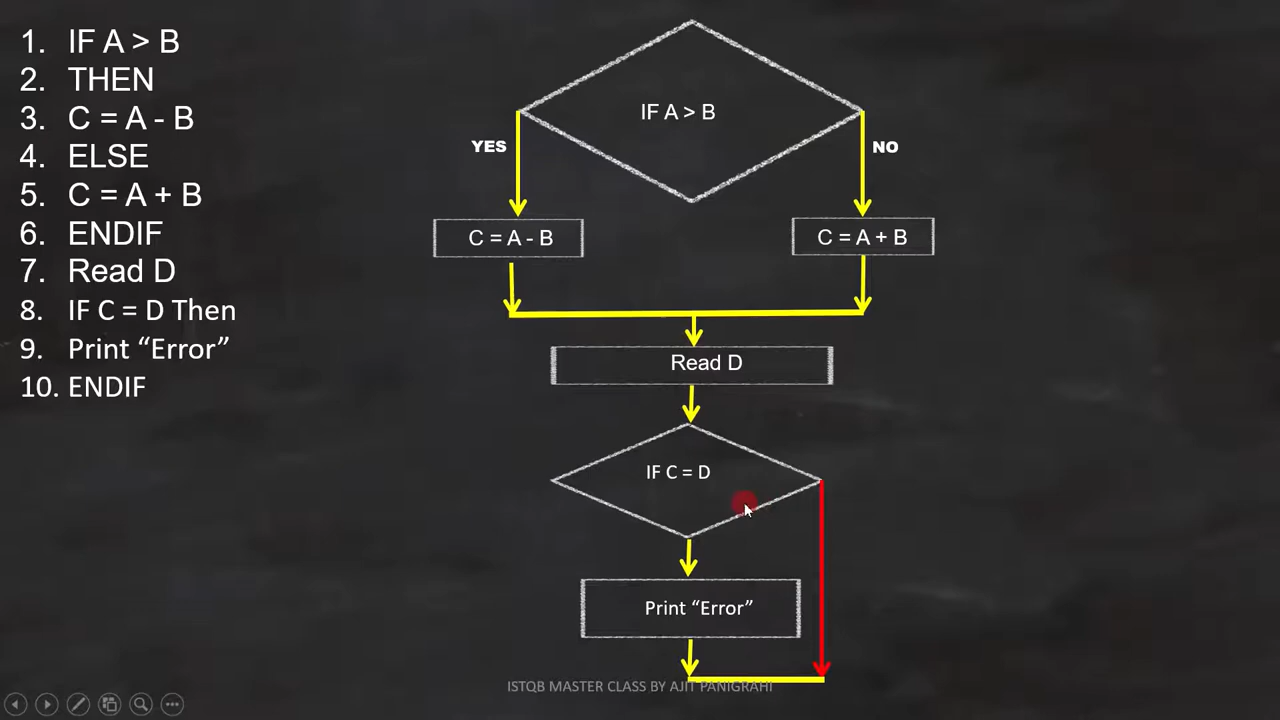 1. IF A > B
2. THEN
3. C = A - B
4. ELSE
5. C = A + B
6. ENDIF
7. Read D
8. IF C = D Then
9. Print “Error”
10. ENDIF
IF A > B
YES
NO
C = A - B
C = A + B
Read D
IF C = D
Print “Error”
ISTQB MASTER CLASS BY AJIT PANIGRAHI